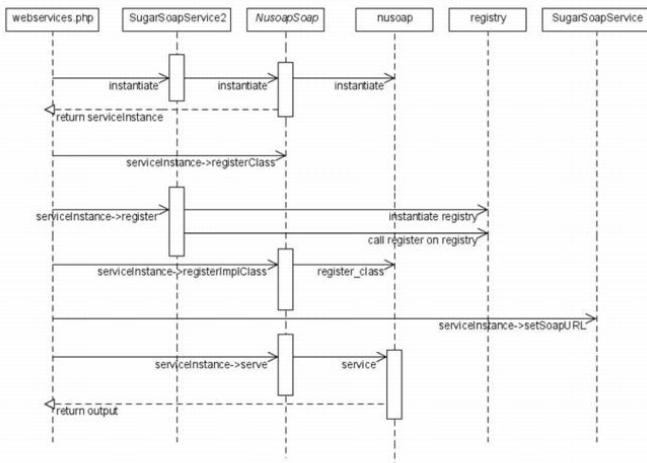 webservices.php
SugarSoapService2
NusoapSoap
nusoap
registry
SugarSoapService
instantiate
instantiate
instantiate
return serviceInstance
serviceInstance->registerClass
serviceInstance->register
instantiate registry
call register on registry
serviceInstance->registerImplClass
register_class
serviceInstance->setSoapURL
serviceInstance->serve
service
return output